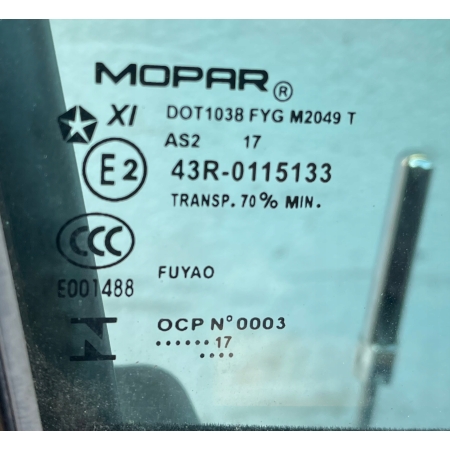 MOPAR®
XI DOT1038 FYG M2049 T
AS2 17
E2 43R-0115133
TRANSP. 70% MIN.
CCC
E001488 FUYAO
OCP N° 0003
•••••• 17
••••